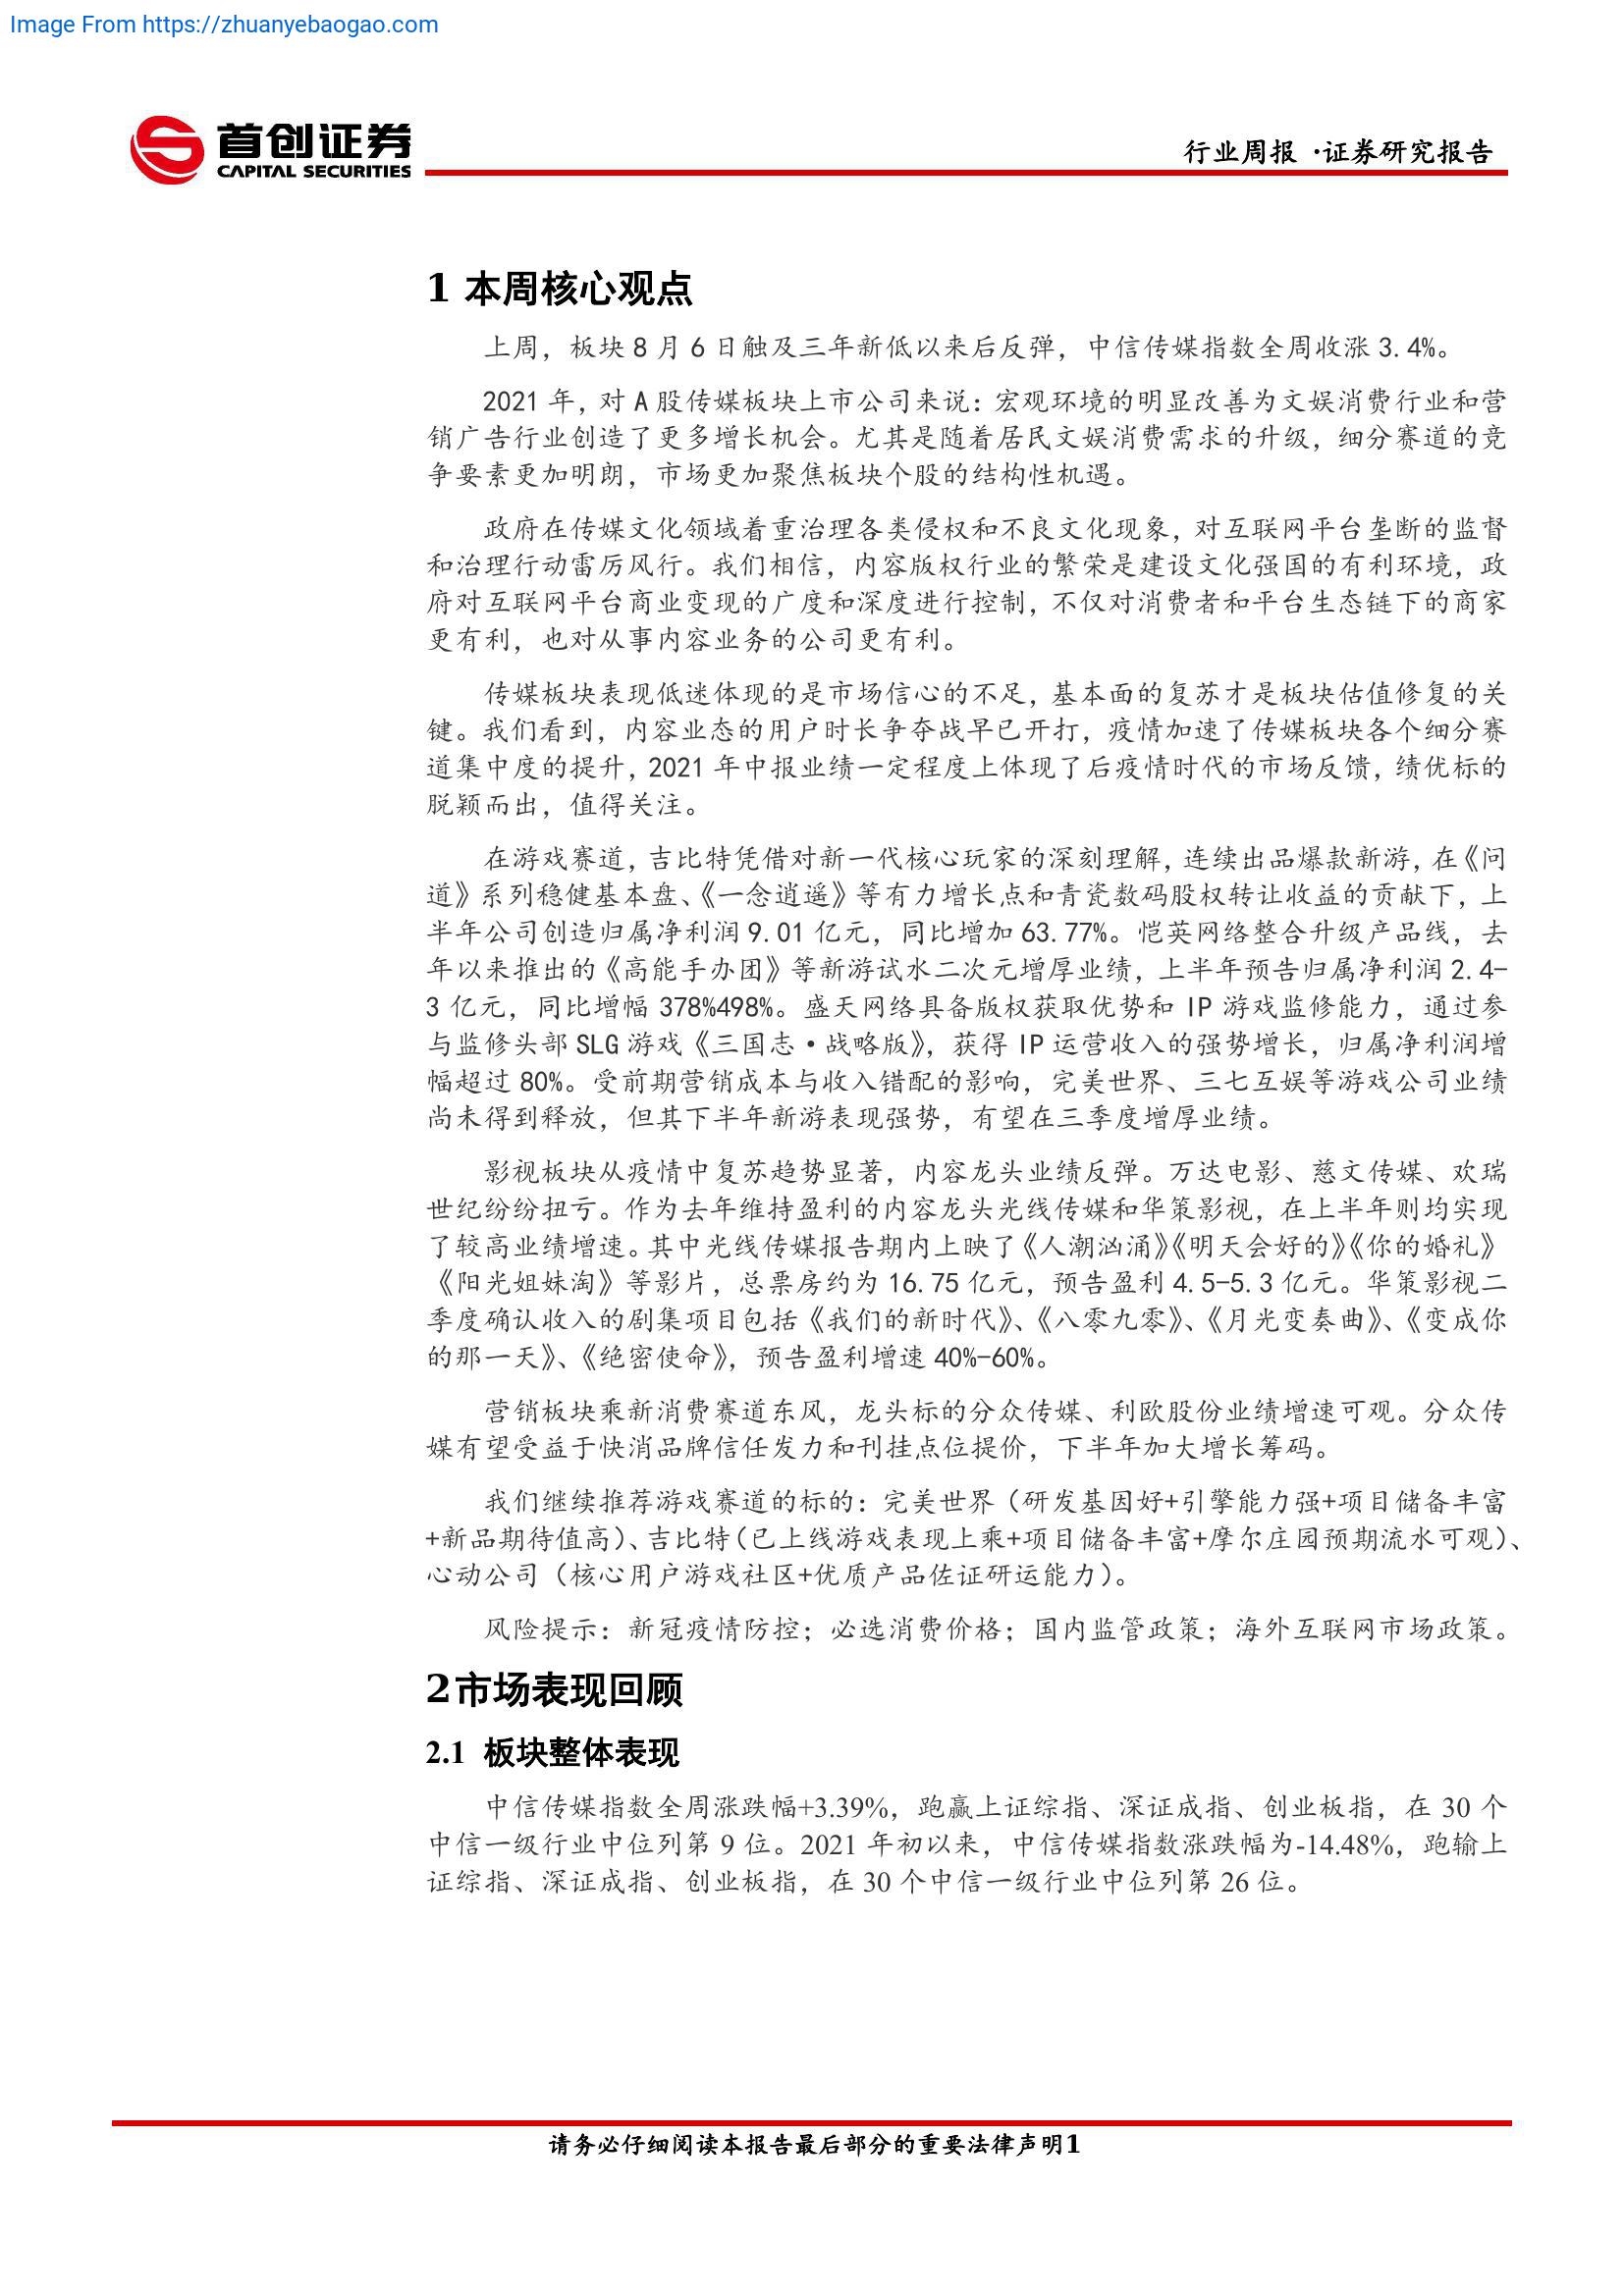 Image From https://zhuanyebaogao.com
首创证券
CAPITAL SECURITIES
行业周报 ·证券研究报告
1 本周核心观点
上周，板块 8 月 6 日触及三年新低以来后反弹，中信传媒指数全周收涨 3.4%。
2021 年，对 A 股传媒板块上市公司来说：宏观环境的明显改善为文娱消费行业和营
销广告行业创造了更多增长机会。尤其是随着居民文娱消费需求的升级，细分赛道的竞
争要素更加明朗，市场更加聚焦板块个股的结构性机遇。
政府在传媒文化领域着重治理各类侵权和不良文化现象，对互联网平台垄断的监督
和治理行动雷厉风行。我们相信，内容版权行业的繁荣是建设文化强国的有利环境，政
府对互联网平台商业变现的广度和深度进行控制，不仅对消费者和平台生态链下的商家
更有利，也对从事内容业务的公司更有利。
传媒板块表现低迷体现的是市场信心的不足，基本面的复苏才是板块估值修复的关
键。我们看到，内容业态的用户时长争夺战早已开打，疫情加速了传媒板块各个细分赛
道集中度的提升，2021 年中报业绩一定程度上体现了后疫情时代的市场反馈，绩优标的
脱颖而出，值得关注。
在游戏赛道，吉比特凭借对新一代核心玩家的深刻理解，连续出品爆款新游，在《问
道》系列稳健基本盘、《一念逍遥》等有力增长点和青瓷数码股权转让收益的贡献下，上
半年公司创造归属净利润 9.01 亿元，同比增加 63.77%。恺英网络整合升级产品线，去
年以来推出的《高能手办团》等新游试水二次元增厚业绩，上半年预告归属净利润 2.4-
3 亿元，同比增幅 378%498%。盛天网络具备版权获取优势和 IP 游戏监修能力，通过参
与监修头部 SLG 游戏《三国志·战略版》，获得 IP 运营收入的强势增长，归属净利润增
幅超过 80%。受前期营销成本与收入错配的影响，完美世界、三七互娱等游戏公司业绩
尚未得到释放，但其下半年新游表现强势，有望在三季度增厚业绩。
影视板块从疫情中复苏趋势显著，内容龙头业绩反弹。万达电影、慈文传媒、欢瑞
世纪纷纷扭亏。作为去年维持盈利的内容龙头光线传媒和华策影视，在上半年则均实现
了较高业绩增速。其中光线传媒报告期内上映了《人潮汹涌》《明天会好的》《你的婚礼》
《阳光姐妹淘》等影片，总票房约为 16.75 亿元，预告盈利 4.5-5.3 亿元。华策影视二
季度确认收入的剧集项目包括《我们的新时代》、《八零九零》、《月光变奏曲》、《变成你
的那一天》、《绝密使命》，预告盈利增速 40%-60%。
营销板块乘新消费赛道东风，龙头标的分众传媒、利欧股份业绩增速可观。分众传
媒有望受益于快消品牌信任发力和刊挂点位提价，下半年加大增长筹码。
我们继续推荐游戏赛道的标的：完美世界（研发基因好+引擎能力强+项目储备丰富
+新品期待值高）、吉比特（已上线游戏表现上乘+项目储备丰富+摩尔庄园预期流水可观）、
心动公司（核心用户游戏社区+优质产品佐证研运能力）。
风险提示：新冠疫情防控；必选消费价格；国内监管政策；海外互联网市场政策。
2市场表现回顾
2.1 板块整体表现
中信传媒指数全周涨跌幅+3.39%，跑赢上证综指、深证成指、创业板指，在 30 个
中信一级行业中位列第 9 位。2021 年初以来，中信传媒指数涨跌幅为-14.48%，跑输上
证综指、深证成指、创业板指，在 30 个中信一级行业中位列第 26 位。
请务必仔细阅读本报告最后部分的重要法律声明1